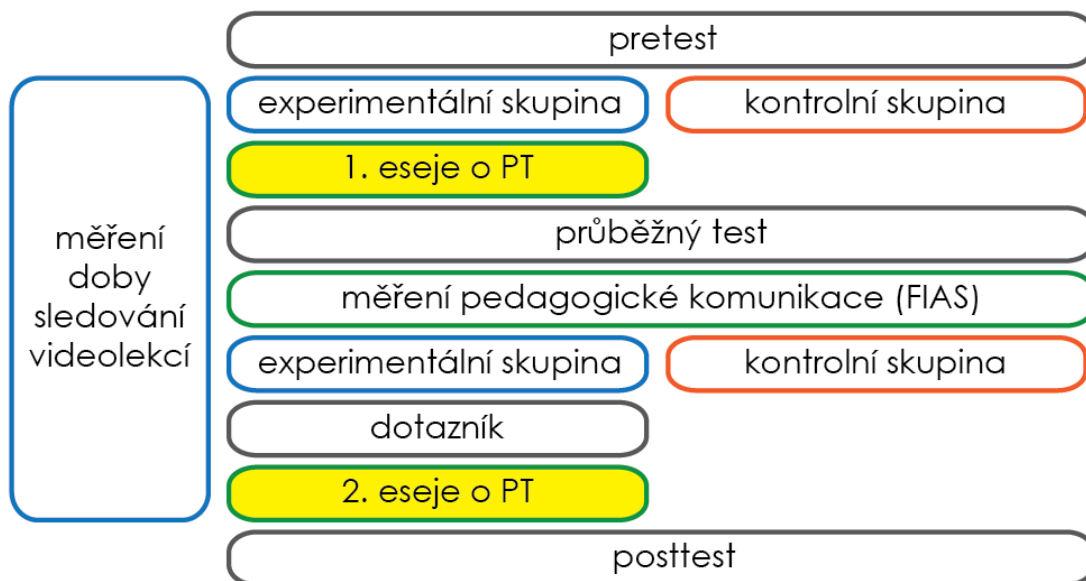 pretest
experimentální skupina
kontrolní skupina
1. eseje o PT
měření
doby
sledování
videolekcí
průběžný test
měření pedagogické komunikace (FIAS)
experimentální skupina
kontrolní skupina
dotazník
2. eseje o PT
posttest